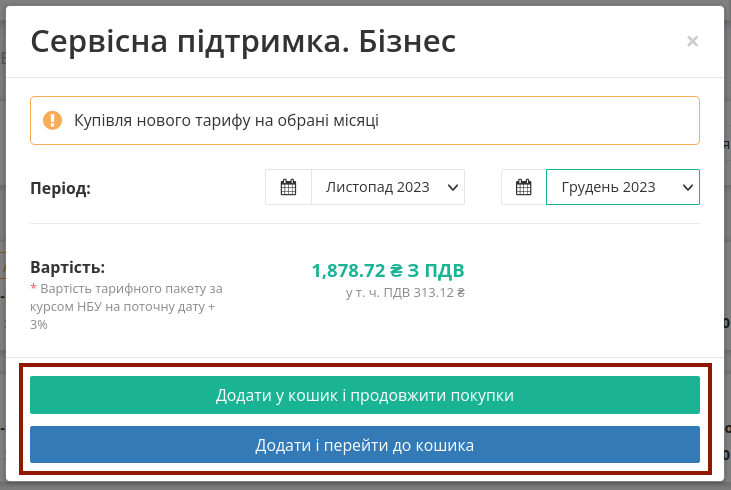 Сервісна підтримка. Бізнес
×
Купівля нового тарифу на обрані місяці
Період:
Листопад 2023
Грудень 2023
Вартість:
1,878.72 ₴ З ПДВ
* Вартість тарифного пакету за
у т. ч. ПДВ 313.12 ₴
курсом НБУ на поточну дату +
3%
Додати у кошик і продовжити покупки
Додати і перейти до кошика